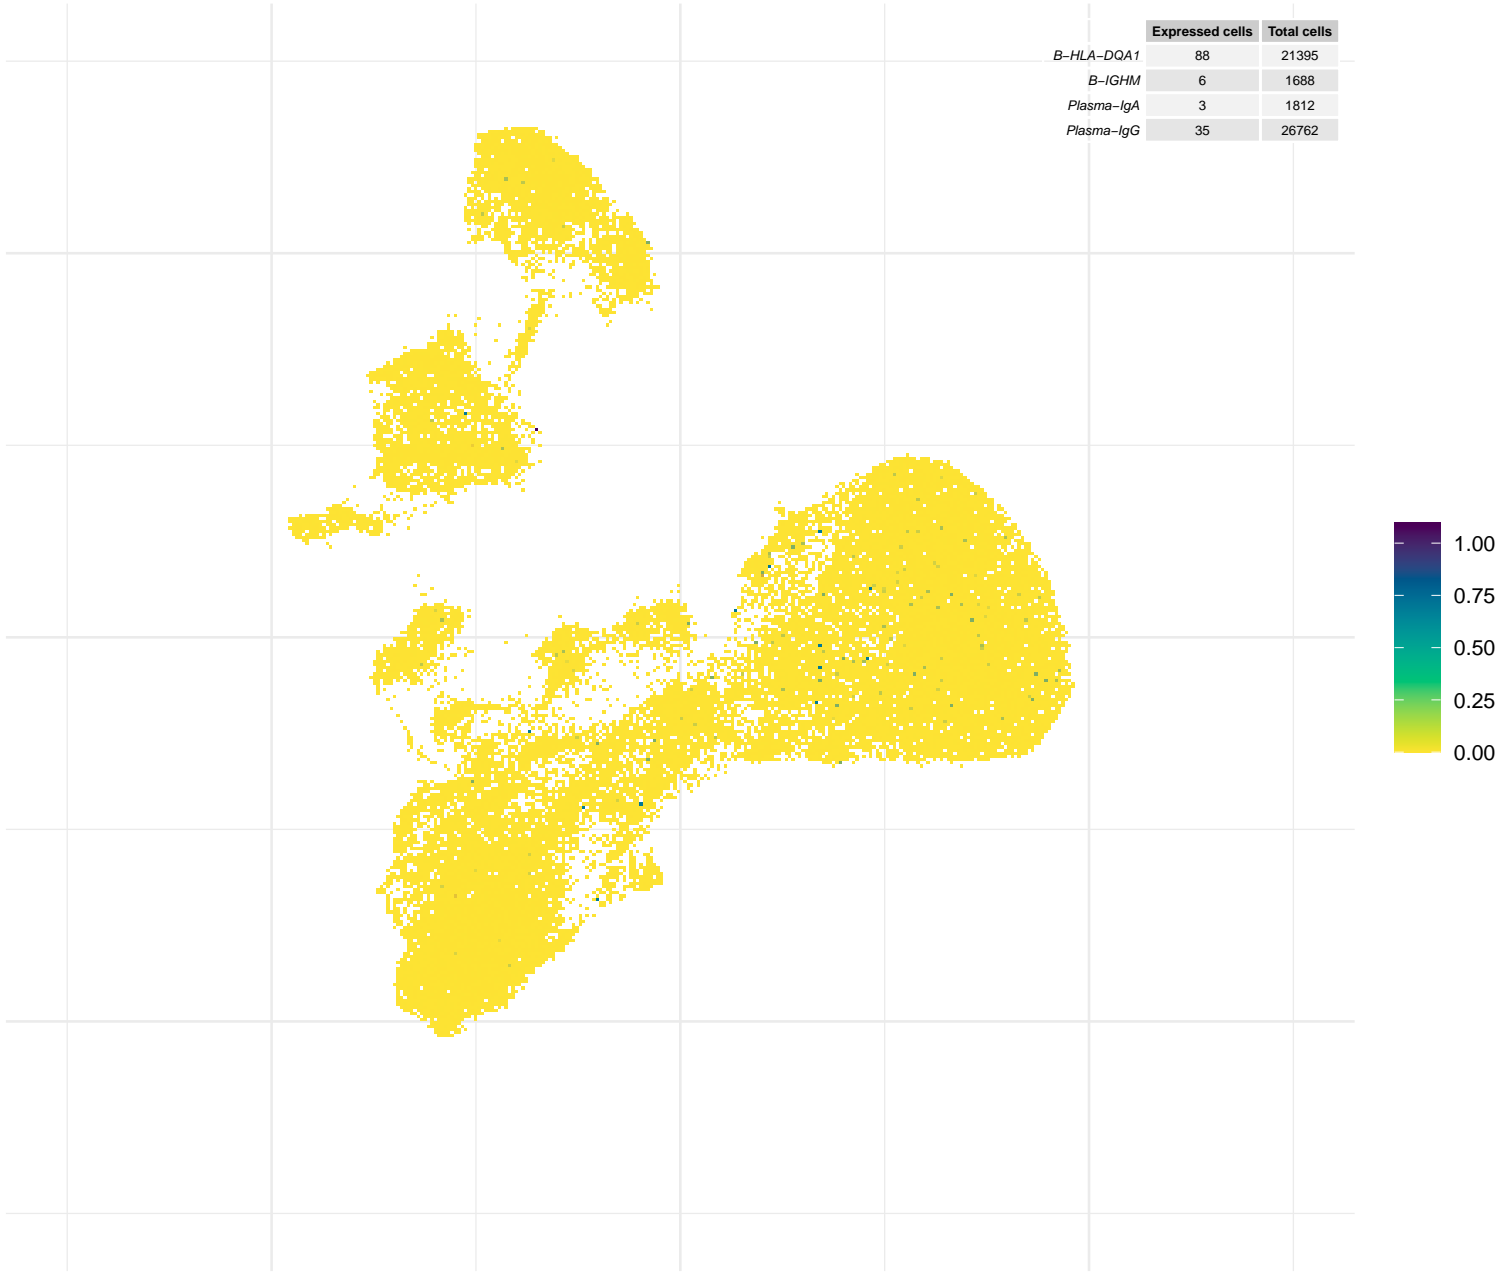 Expressed cells Total cells
B−HLA−DQA1 88 21395
B−IGHM 6 1688
Plasma−IgA 3 1812
Plasma−IgG 35 26762
1.00
0.75
0.50
0.25
0.00